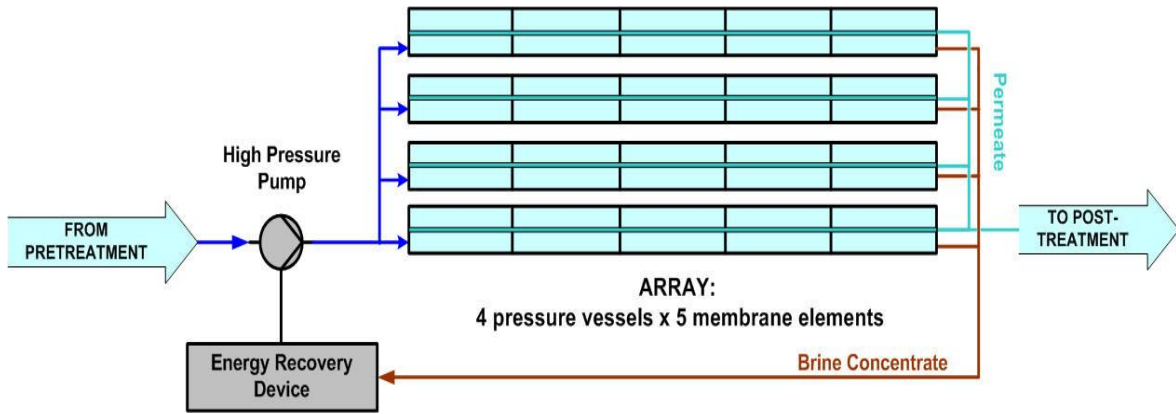 High Pressure
Pump
FROM
PRETREATMENT
Permeate
TO POST-
TREATMENT
ARRAY:
4 pressure vessels x 5 membrane elements
Energy Recovery
Device
Brine Concentrate